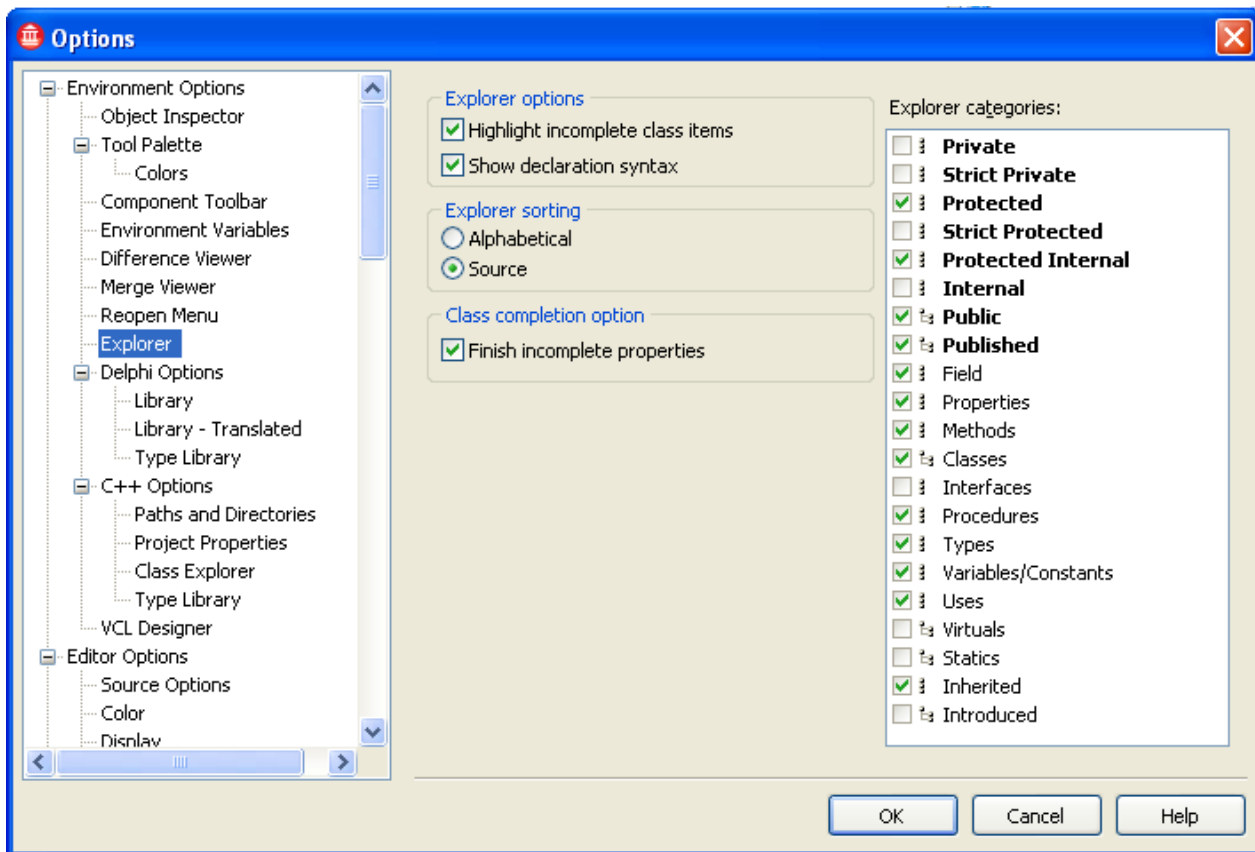 Options
Environment Options
Object Inspector
Tool Palette
Colors
Component Toolbar
Environment Variables
Difference Viewer
Merge Viewer
Reopen Menu
Explorer
Delphi Options
Library
Library - Translated
Type Library
C++ Options
Paths and Directories
Project Properties
Class Explorer
Type Library
VCL Designer
Editor Options
Source Options
Color
Display
Explorer options
Highlight incomplete class items
Show declaration syntax
Explorer sorting
Alphabetical
Source
Class completion option
Finish incomplete properties
Explorer categories:
Private
Strict Private
Protected
Strict Protected
Protected Internal
Internal
Public
Published
Field
Properties
Methods
Classes
Interfaces
Procedures
Types
Variables/Constants
Uses
Virtuals
Statics
Inherited
Introduced
OK
Cancel
Help